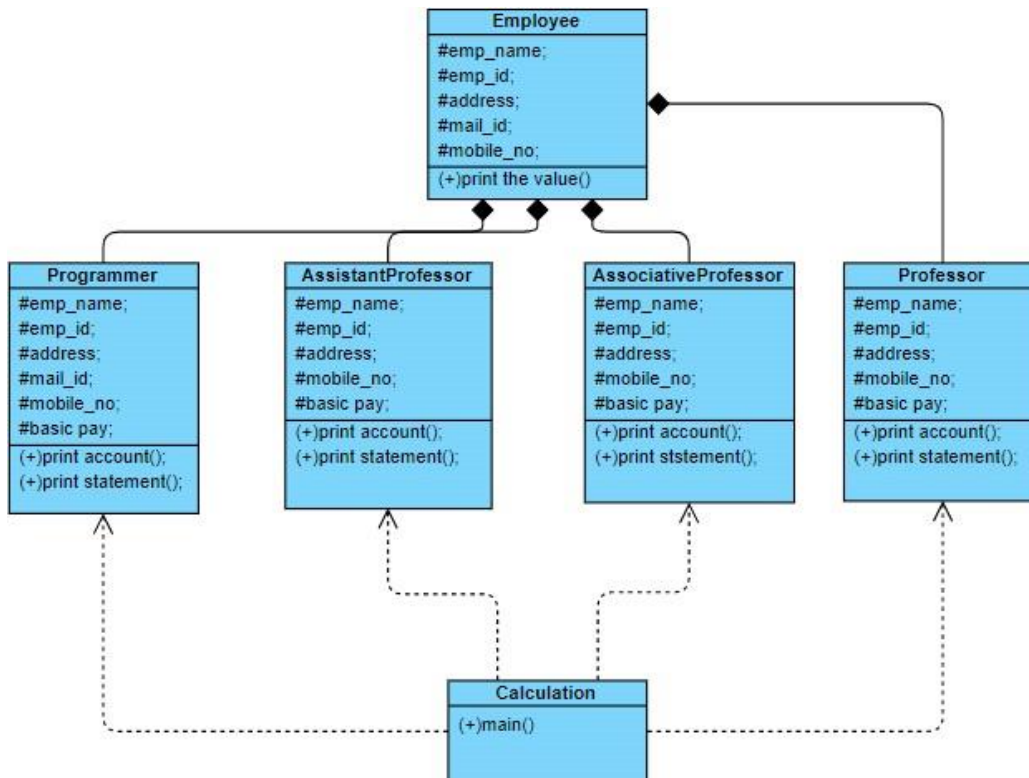 Employee
#emp_name;
#emp_id;
#address;
#mail_id;
#mobile_no;
(+)print the value()
Programmer
#emp_name;
#emp_id;
#address;
#mail_id;
#mobile_no;
#basic pay;
(+)print account();
(+)print statement();
AssistantProfessor
#emp_name;
#emp_id;
#address;
#mobile_no;
#basic pay;
(+)print account();
(+)print statement();
AssociativeProfessor
#emp_name;
#emp_id;
#address;
#mobile_no;
#basic pay;
(+)print account();
(+)print ststement();
Professor
#emp_name;
#emp_id;
#address;
#mobile_no;
#basic pay;
(+)print account();
(+)print statement();
Calculation
(+)main()